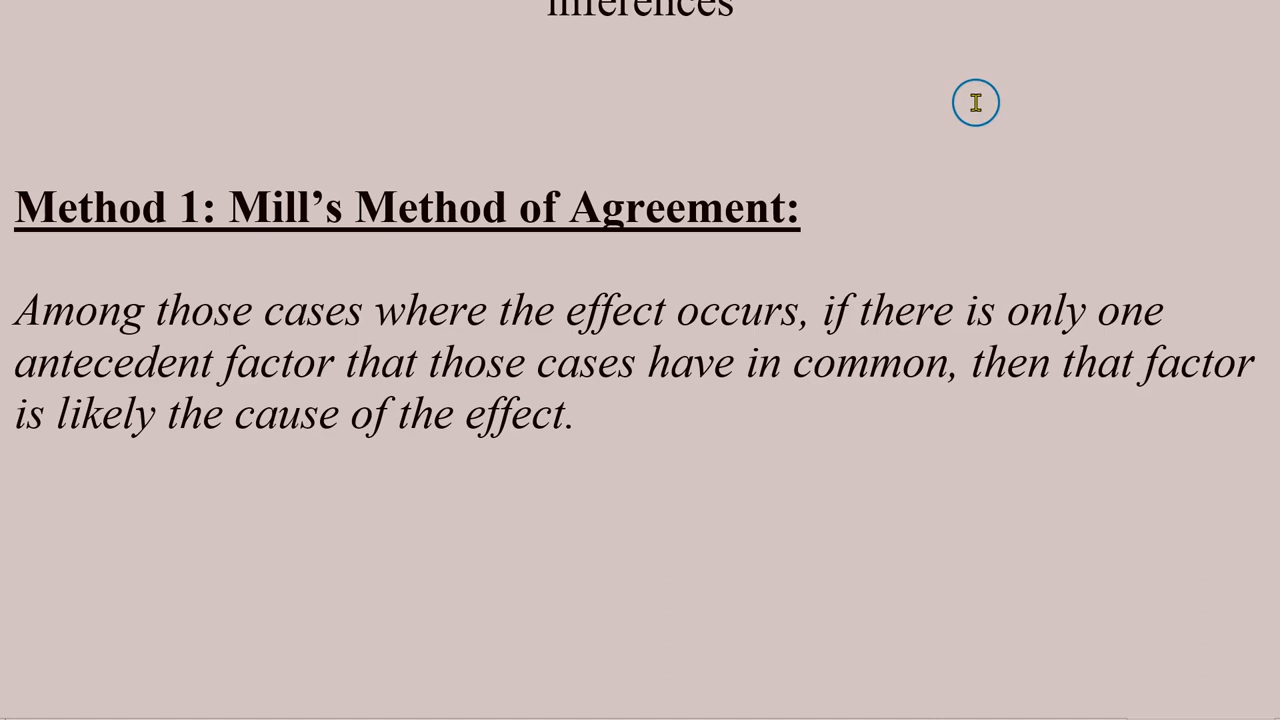 inferences
Method 1: Mill’s Method of Agreement:
Among those cases where the effect occurs, if there is only one
antecedent factor that those cases have in common, then that factor
is likely the cause of the effect.